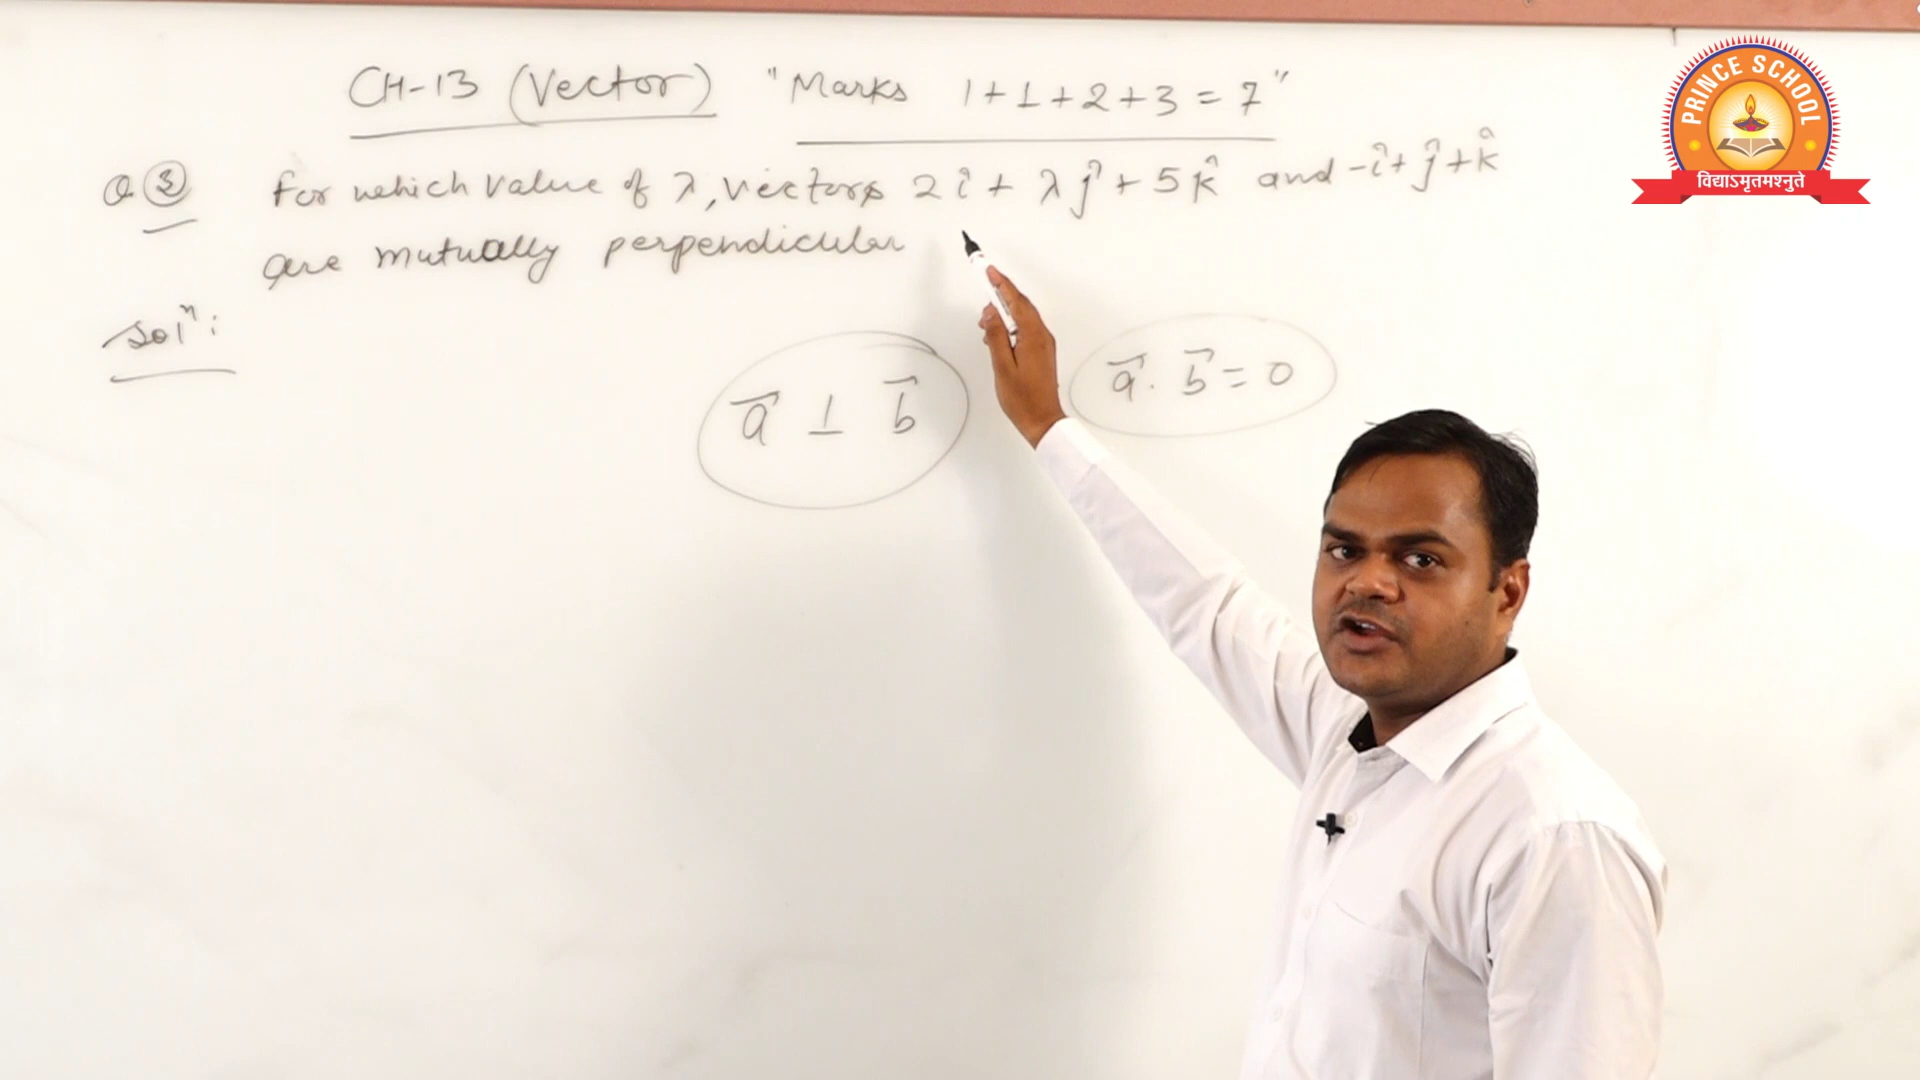 CH-13 (Vector) "Marks 1+1+2+3=7"
Q③ For which value of λ, vectors 2î + λĵ + 5k̂ and -î+ĵ+k̂
are mutually perpendicular
Solⁿ:
a⃗ ⊥ b⃗
a⃗ . b⃗ = 0
PRINCE SCHOOL
विद्याऽमृतमश्नुते